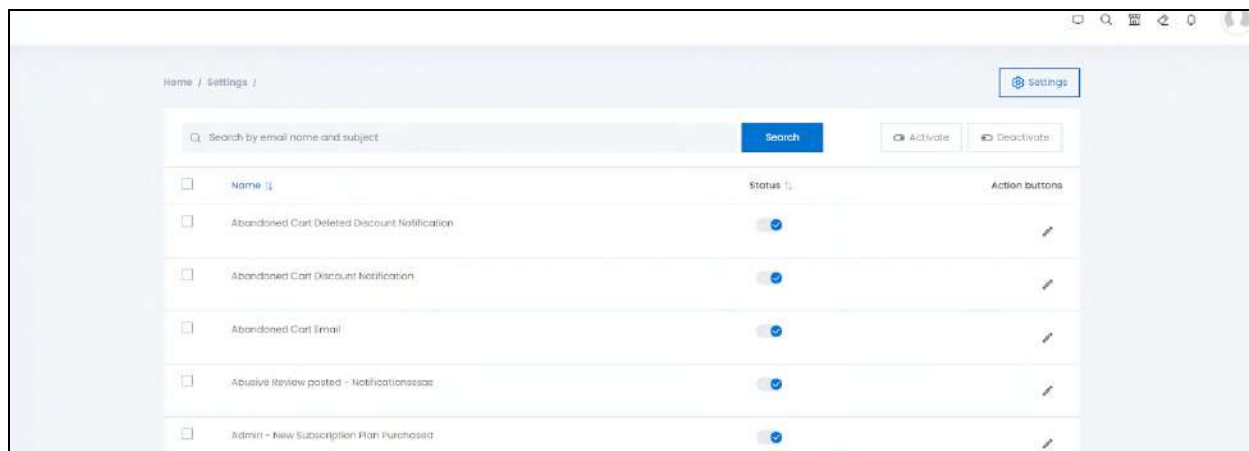 Home / Settings /
Settings
Search by email name and subject
Search
Activate
Deactivate
Name
Status
Action buttons
Abandoned Cart Deleted Discount Notification
Abandoned Cart Discount Notification
Abandoned Cart Email
Abusive Review posted - Notificationsssas
Admin - New Subscription Plan Purchased